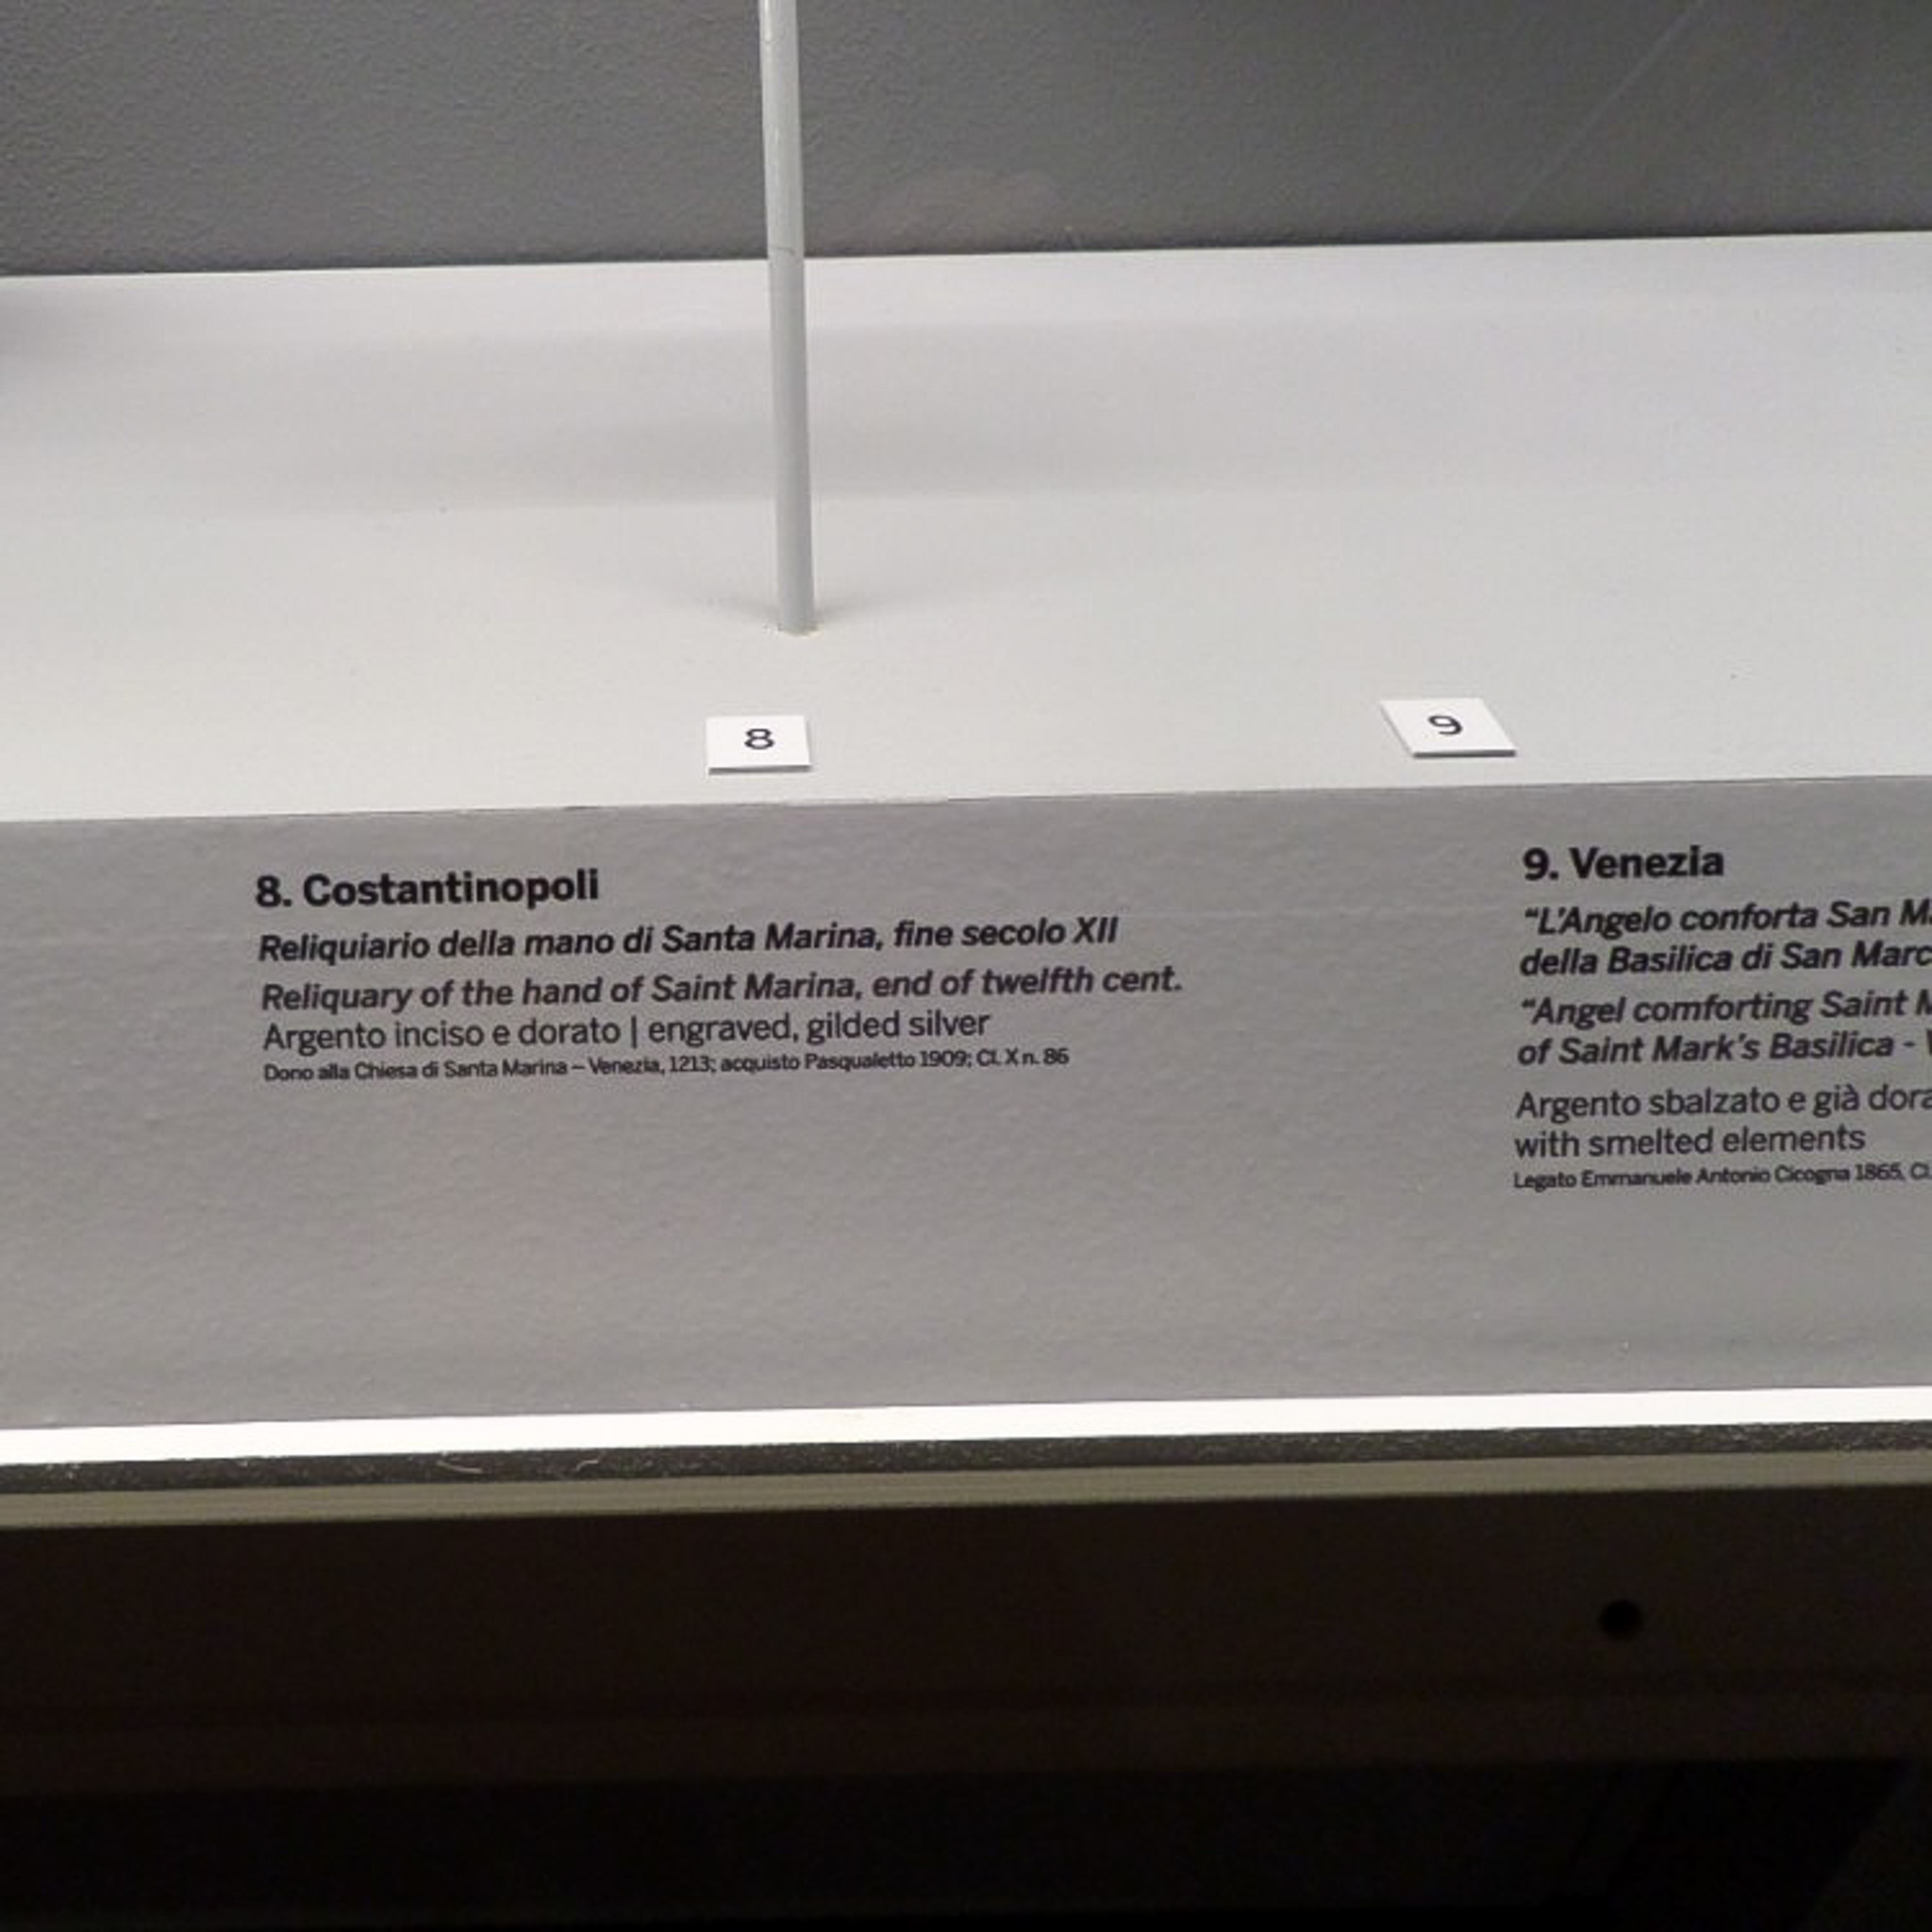 8
9
8. Costantinopoli
Reliquiario della mano di Santa Marina, fine secolo XII
Reliquary of the hand of Saint Marina, end of twelfth cent.
Argento inciso e dorato | engraved, gilded silver
Dono alla Chiesa di Santa Marina – Venezia, 1213; acquisto Pasqualetto 1909; Cl. X n. 86
9. Venezia
“L’Angelo conforta San
della Basilica di San
“Angel comforting Saint
of Saint Mark’s Basilica -
Argento sbalzato e già
with smelted elements
Legato Emmanuele Antonio Cicogna 1865, Cl.